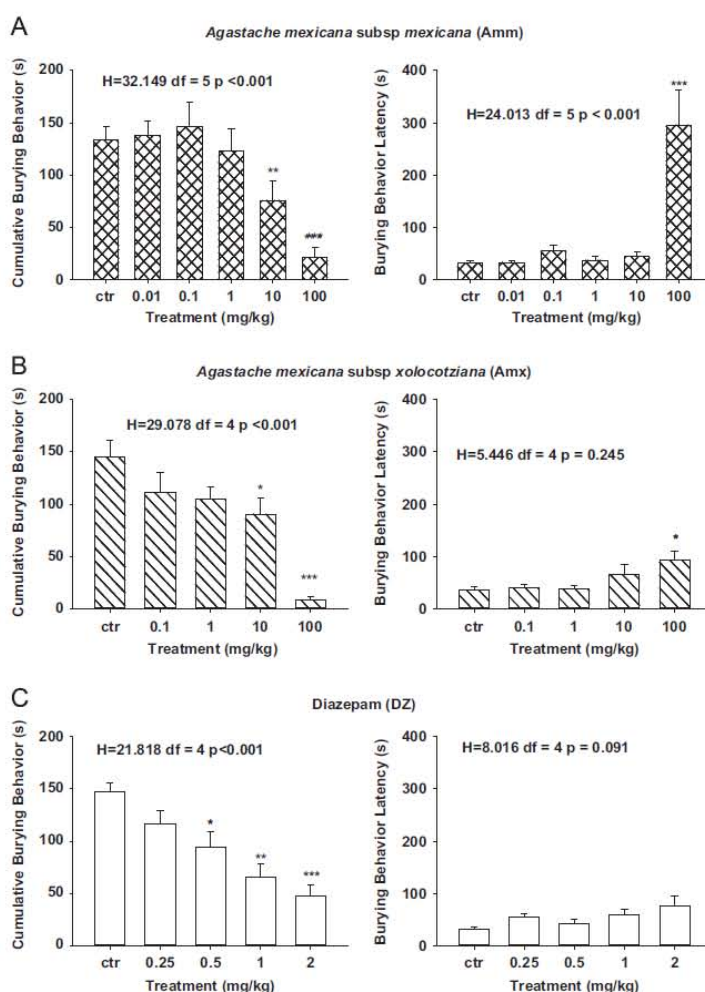 A
Agastache mexicana subsp mexicana (Amm)
Cumulative Burying Behavior (s)
200
150
100
50
0
H=32.149 df = 5 p <0.001
**
###
ctr 0.01 0.1 1 10 100
Treatment (mg/kg)
Burying Behavior Latency (s)
400
300
200
100
0
H=24.013 df = 5 p < 0.001
***
ctr 0.01 0.1 1 10 100
Treatment (mg/kg)
B
Agastache mexicana subsp xolocotziana (Amx)
Cumulative Burying Behavior (s)
200
150
100
50
0
H=29.078 df = 4 p <0.001
*
***
ctr 0.1 1 10 100
Treatment (mg/kg)
Burying Behavior Latency (s)
400
300
200
100
0
H=5.446 df = 4 p = 0.245
*
ctr 0.1 1 10 100
Treatment (mg/kg)
C
Diazepam (DZ)
Cumulative Burying Behavior (s)
200
150
100
50
0
H=21.818 df = 4 p<0.001
*
**
***
ctr 0.25 0.5 1 2
Treatment (mg/kg)
Burying Behavior Latency (s)
400
300
200
100
0
H=8.016 df = 4 p = 0.091
ctr 0.25 0.5 1 2
Treatment (mg/kg)